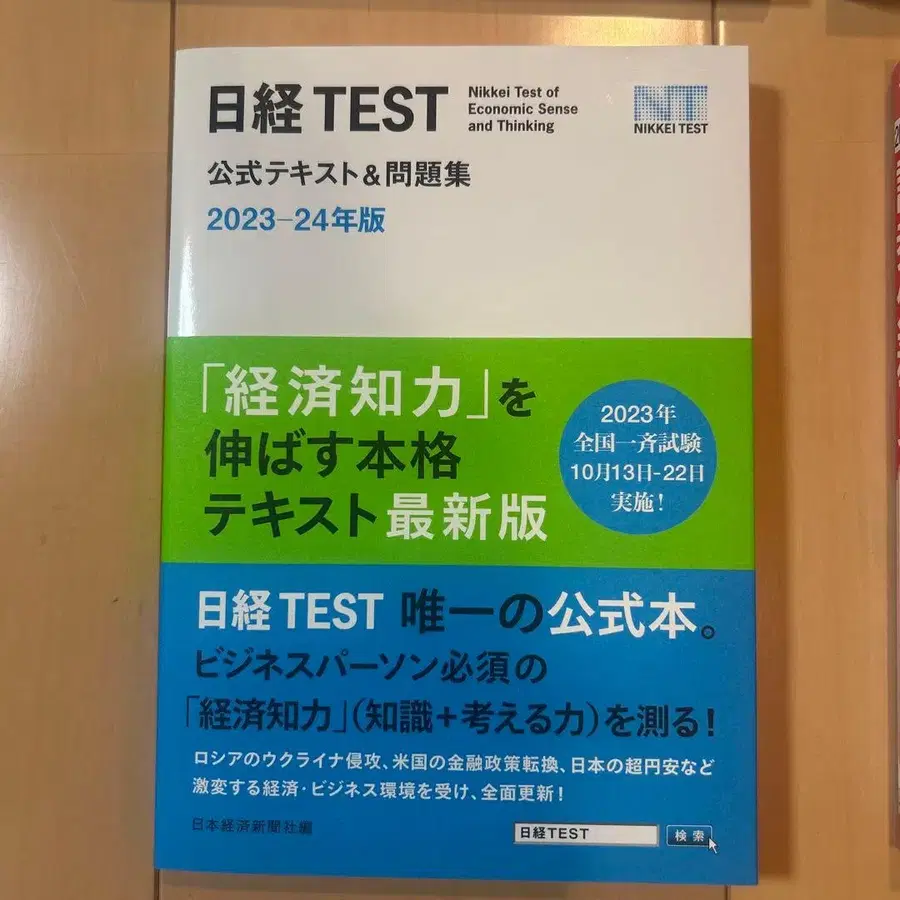 日経TEST
Nikkei Test of
Economic Sense
and Thinking
NT
NIKKEI TEST
公式テキスト&問題集
2023-24年版
「経済知力」を
伸ばす本格
テキスト最新版
2023年
全国一斉試験
10月13日-22日
実施!
日経TEST 唯一の公式本。
ビジネスパーソン必須の
「経済知力」(知識+考える力)を測る!
ロシアのウクライナ侵攻、米国の金融政策転換、日本の超円安など
激変する経済・ビジネス環境を受け、全面更新!
日本経済新聞社編
日経TEST
検索